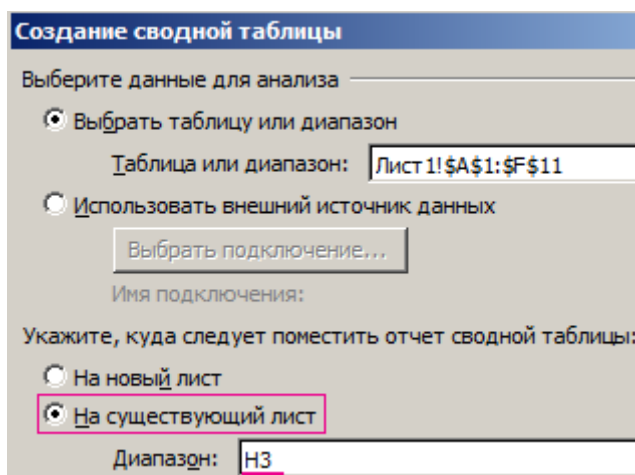 Создание сводной таблицы
Выберите данные для анализа
Выбрать таблицу или диапазон
Таблица или диапазон: Лист1!$A$1:$F$11
Использовать внешний источник данных
Выбрать подключение...
Имя подключения:
Укажите, куда следует поместить отчет сводной таблицы:
На новый лист
На существующий лист
Диапазон: H3